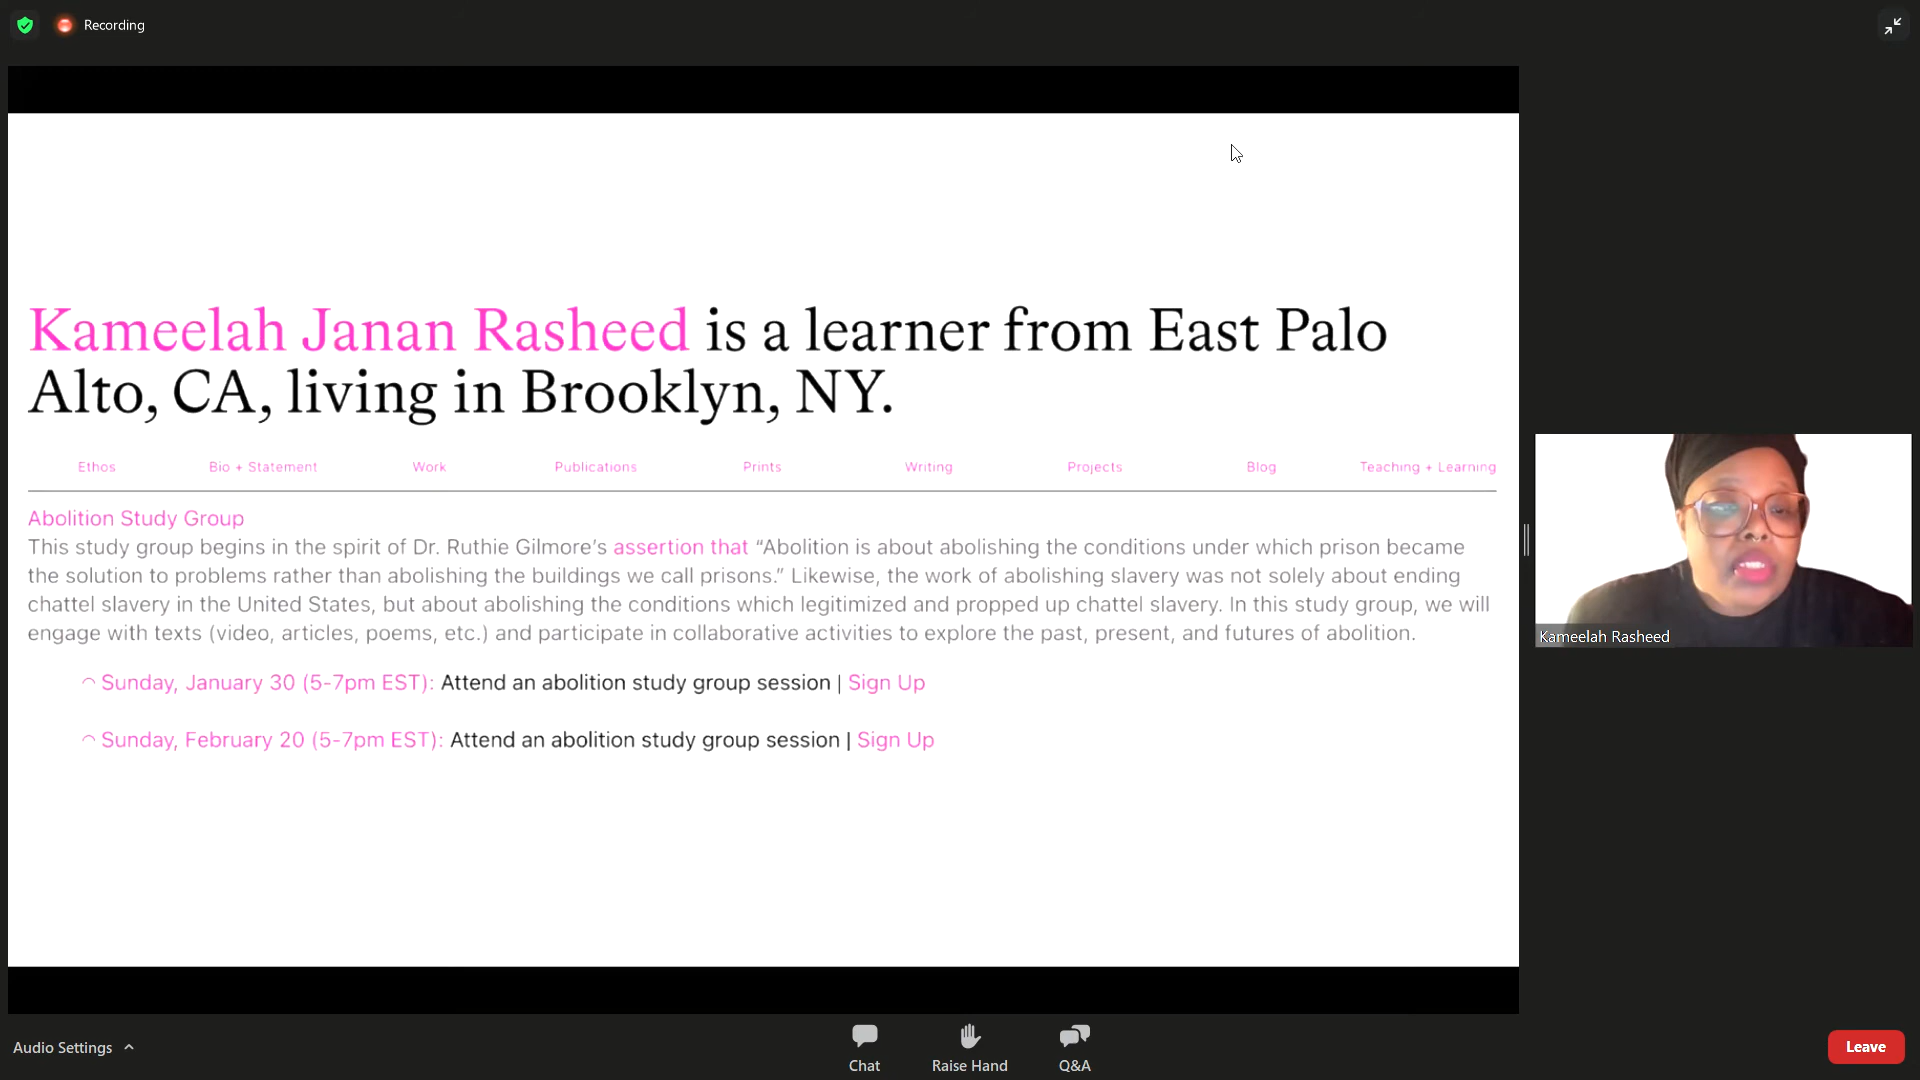 Recording
Kameelah Janan Rasheed is a learner from East Palo
Alto, CA, living in Brooklyn, NY.
Ethos Bio + Statement Work Publications Prints Writing Projects Blog Teaching + Learning
Abolition Study Group
This study group begins in the spirit of Dr. Ruthie Gilmore's assertion that “Abolition is about abolishing the conditions under which prison became
the solution to problems rather than abolishing the buildings we call prisons.” Likewise, the work of abolishing slavery was not solely about ending
chattel slavery in the United States, but about abolishing the conditions which legitimized and propped up chattel slavery. In this study group, we will
engage with texts (video, articles, poems, etc.) and participate in collaborative activities to explore the past, present, and futures of abolition.
Sunday, January 30 (5-7pm EST): Attend an abolition study group session | Sign Up
Sunday, February 20 (5-7pm EST): Attend an abolition study group session | Sign Up
Kameelah Rasheed
Audio Settings
Chat
Raise Hand
Q&A
Leave